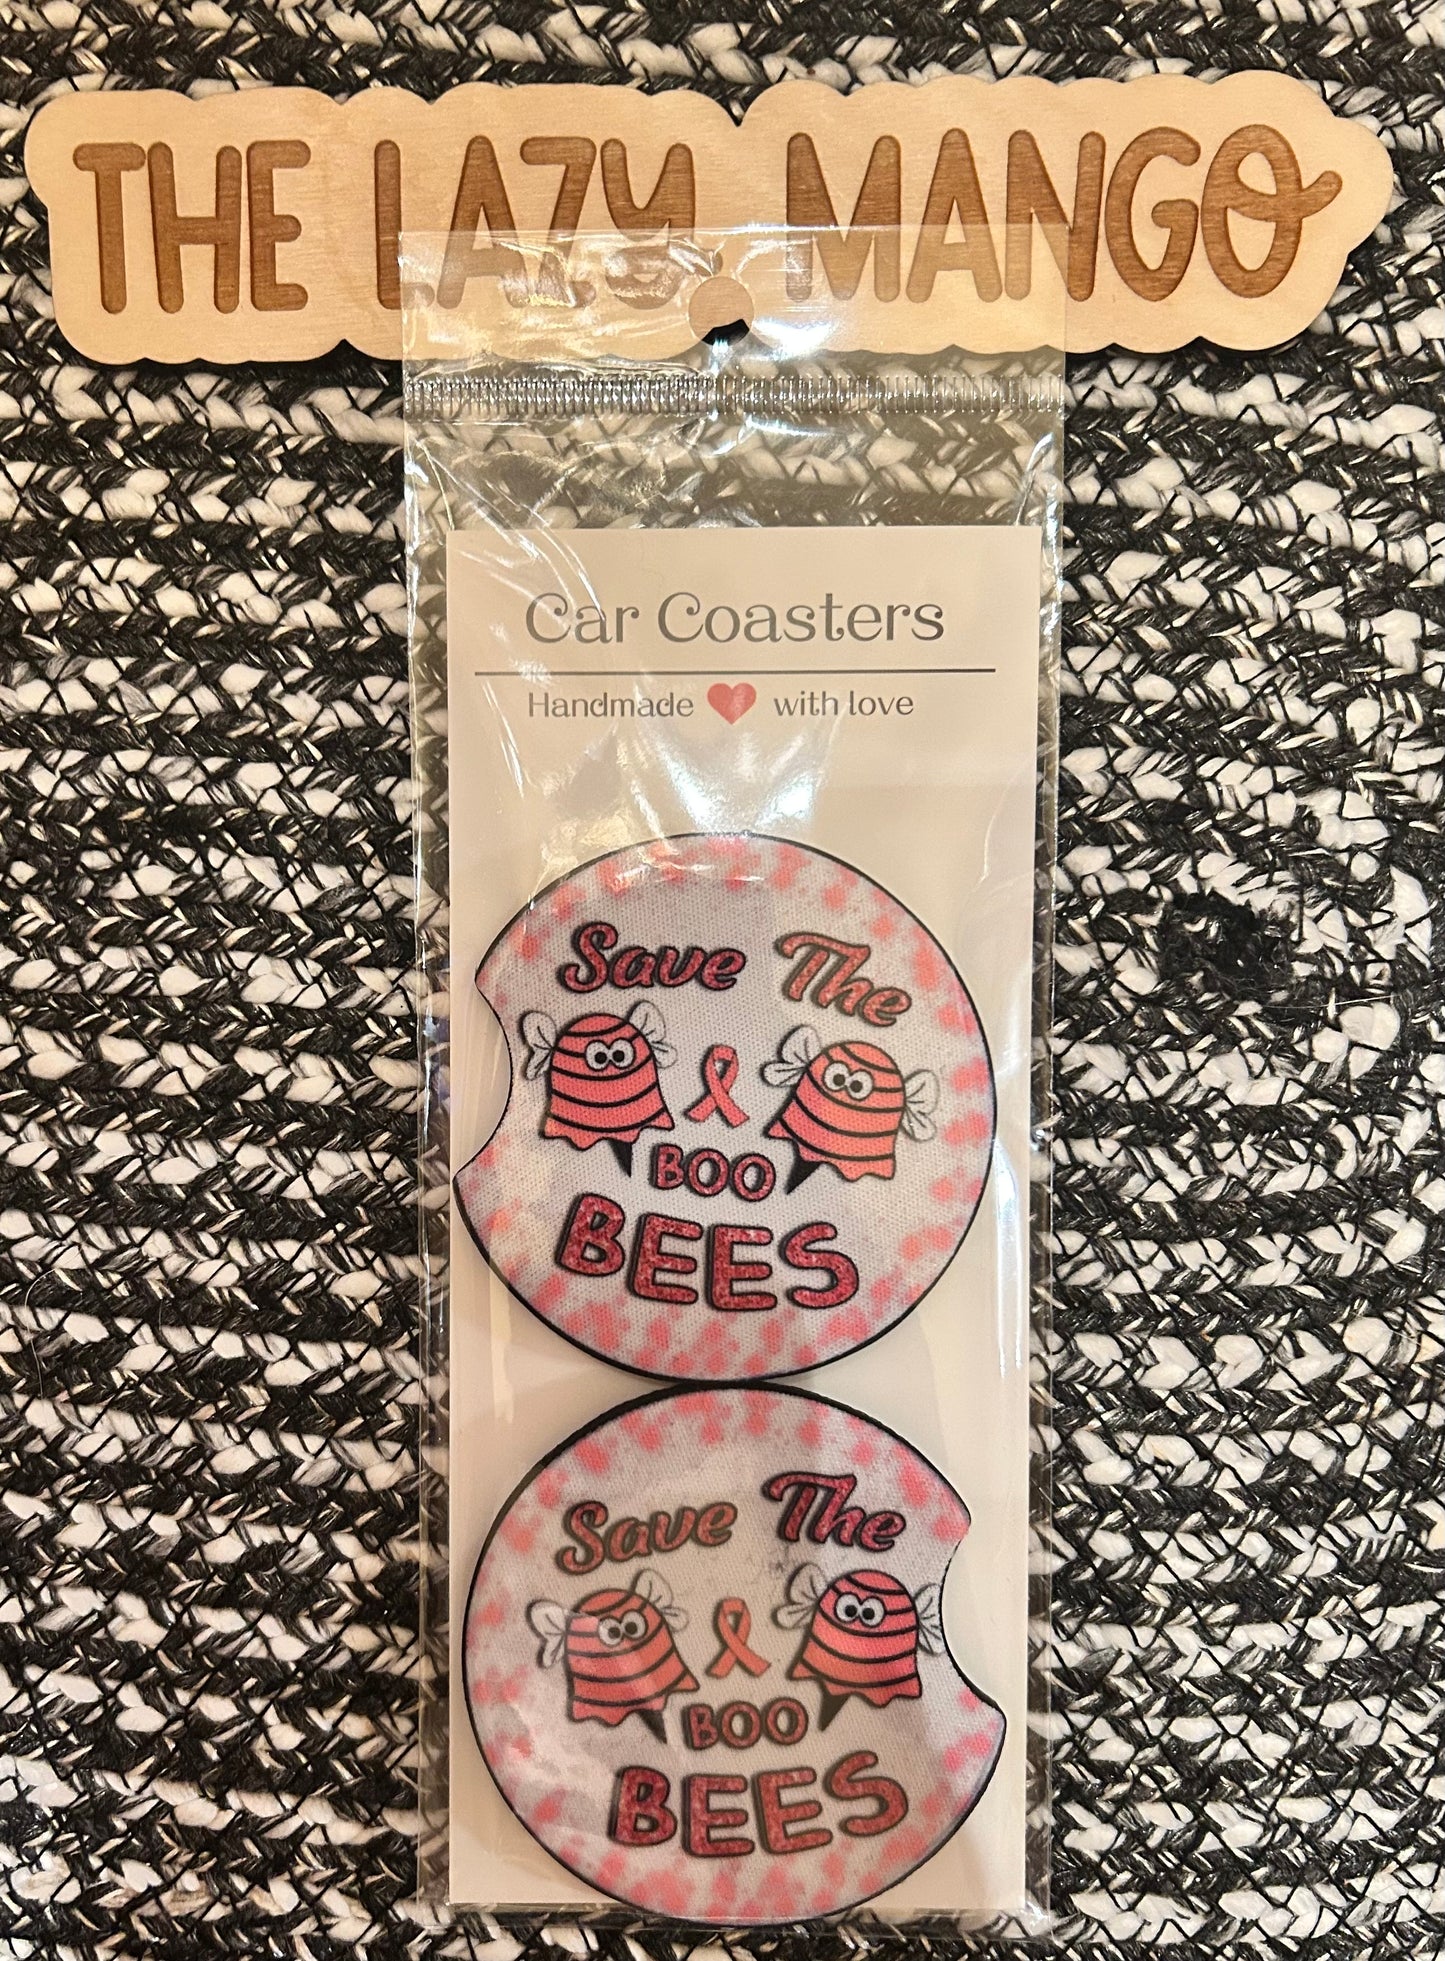 THE LAZY MANGO
Car Coasters
Handmade with love
Save The
BOO
BEES
Save The
BOO
BEES